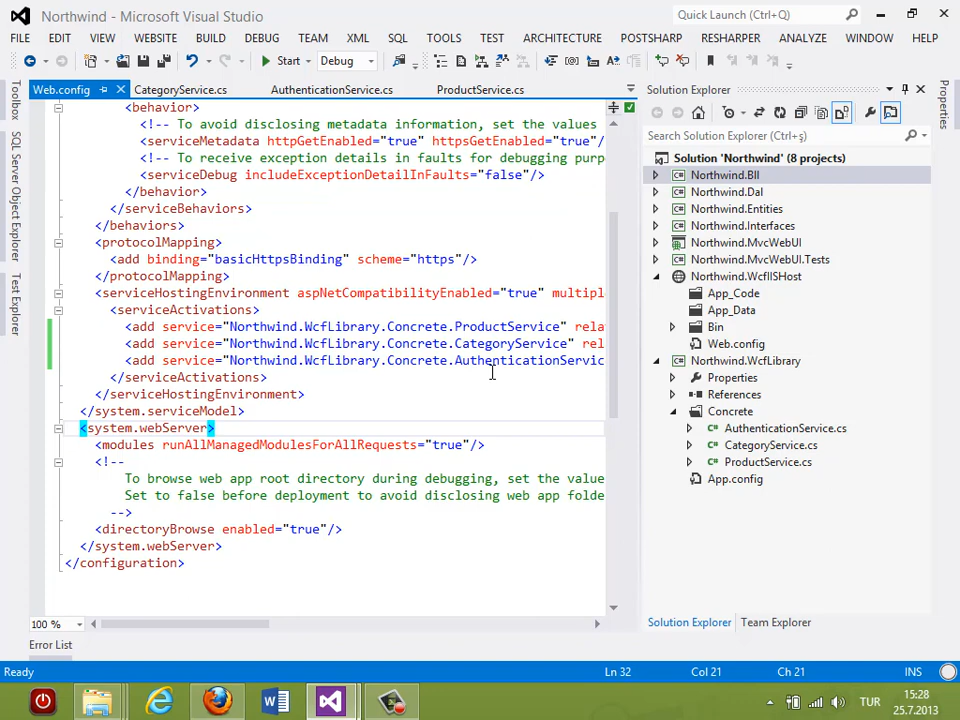 Northwind - Microsoft Visual Studio
Quick Launch (Ctrl+Q)
FILE EDIT VIEW WEBSITE BUILD DEBUG TEAM XML SQL TOOLS TEST ARCHITECTURE POSTSHARP RESHARPER ANALYZE WINDOW HELP
Start Debug
Toolbox
SQL Server Object Explorer
Test Explorer
Web.config CategoryService.cs AuthenticationService.cs ProductService.cs
<behavior>
<!-- To avoid disclosing metadata information, set the values
<serviceMetadata httpGetEnabled="true" httpsGetEnabled="true"/
<!-- To receive exception details in faults for debugging purp
<serviceDebug includeExceptionDetailInFaults="false"/>
</behavior>
</serviceBehaviors>
</behaviors>
<protocolMapping>
<add binding="basicHttpsBinding" scheme="https"/>
</protocolMapping>
<serviceHostingEnvironment aspNetCompatibilityEnabled="true" multipl
<serviceActivations>
<add service="Northwind.WcfLibrary.Concrete.ProductService" rela
<add service="Northwind.WcfLibrary.Concrete.CategoryService" rel
<add service="Northwind.WcfLibrary.Concrete.AuthenticationServic
</serviceActivations>
</serviceHostingEnvironment>
</system.serviceModel>
<system.webServer>
<modules runAllManagedModulesForAllRequests="true"/>
<!--
To browse web app root directory during debugging, set the value
Set to false before deployment to avoid disclosing web app folde
-->
<directoryBrowse enabled="true"/>
</system.webServer>
</configuration>
100 %
Solution Explorer
Search Solution Explorer (Ctrl+ş)
Solution 'Northwind' (8 projects)
Northwind.Bll
Northwind.Dal
Northwind.Entities
Northwind.Interfaces
Northwind.MvcWebUI
Northwind.MvcWebUI.Tests
Northwind.WcfIISHost
App_Code
App_Data
Bin
Web.config
Northwind.WcfLibrary
Properties
References
Concrete
AuthenticationService.cs
CategoryService.cs
ProductService.cs
App.config
Solution Explorer Team Explorer
Properties
Error List
Ready Ln 32 Col 21 Ch 21 INS
TUR
15:28
25.7.2013